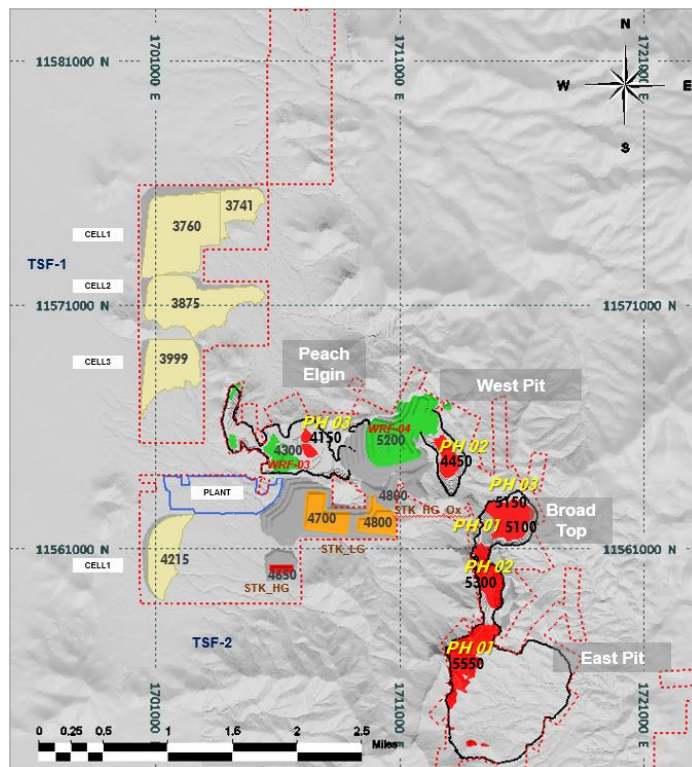 N
W E
S
11581000 N
1701000 E
1711000 E
1721000 E
3741
3760
CELL1
TSF-1
CELL2
3875
11571000 N
11571000 N
CELL3
3999
Peach
Elgin
West Pit
PH 03
4150
WRF-04
5200
4300
WRF-03
PH 02
4450
PH 03
5150
PLANT
4800
STK_HG_Ox
4700
4800
PH 01
5100
Broad
Top
STK_LG
11561000 N
11561000 N
CELL1
4215
4650
STK_HG
PH 02
5300
TSF-2
PH 01
5550
East Pit
1701000 E
1711000 E
1721000 E
0 0.25 0.5 1 1.5 2 2.5
Miles